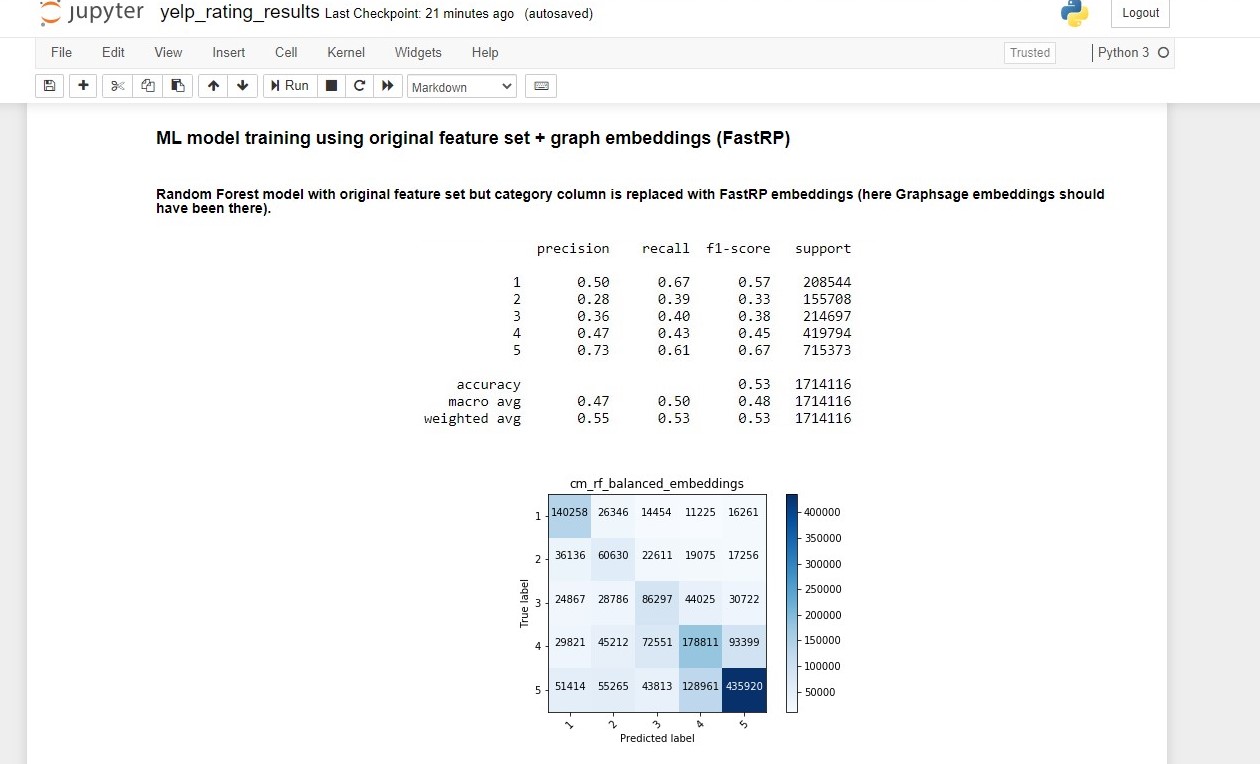 jupyter yelp_rating_results Last Checkpoint: 21 minutes ago (autosaved) Logout
File Edit View Insert Cell Kernel Widgets Help Trusted Python 3
Run Markdown
ML model training using original feature set + graph embeddings (FastRP)
Random Forest model with original feature set but category column is replaced with FastRP embeddings (here Graphsage embeddings should
have been there).
precision recall f1-score support
1 0.50 0.67 0.57 208544
2 0.28 0.39 0.33 155708
3 0.36 0.40 0.38 214697
4 0.47 0.43 0.45 419794
5 0.73 0.61 0.67 715373
accuracy 0.53 1714116
macro avg 0.47 0.50 0.48 1714116
weighted avg 0.55 0.53 0.53 1714116
cm_rf_balanced_embeddings
True label
1 140258 26346 14454 11225 16261
2 36136 60630 22611 19075 17256
3 24867 28786 86297 44025 30722
4 29821 45212 72551 178811 93399
5 51414 55265 43813 128961 435920
1 2 3 4 5
Predicted label
400000
350000
300000
250000
200000
150000
100000
50000